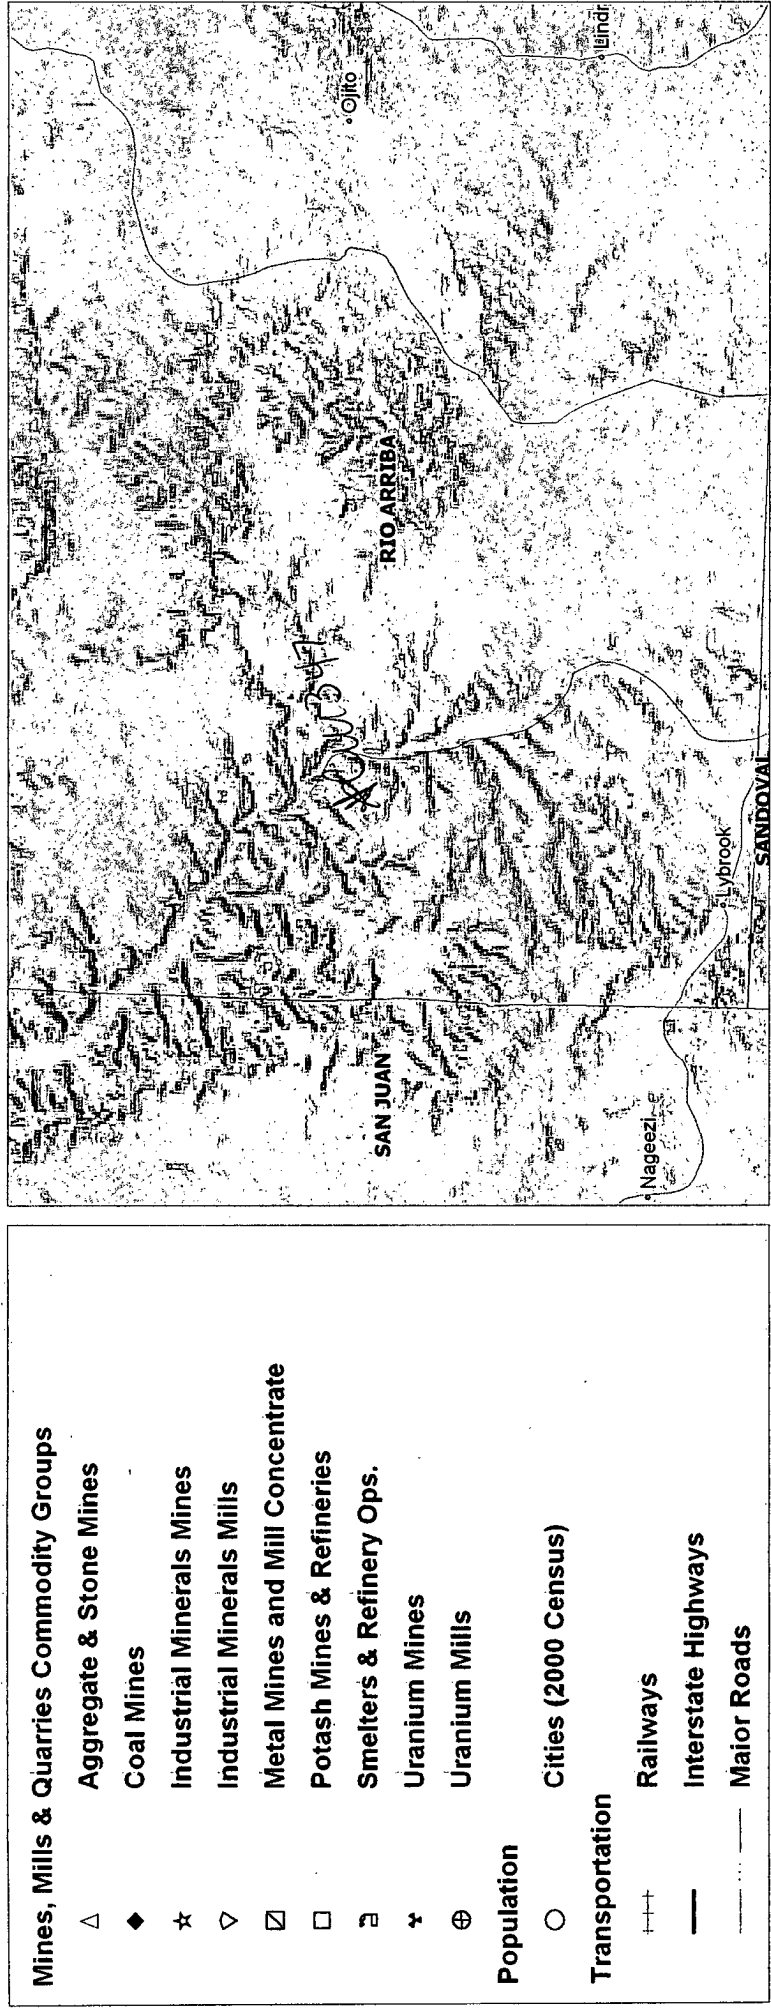 Mines, Mills & Quarries Commodity Groups
Aggregate & Stone Mines
Coal Mines
Industrial Minerals Mines
Industrial Minerals Mills
Metal Mines and Mill Concentrate
Potash Mines & Refineries
Smelters & Refinery Ops.
Uranium Mines
Uranium Mills
Population
Cities (2000 Census)
Transportation
Railways
Interstate Highways
Major Roads
Ojito
Lindr
RIO ARRIBA
SAN JUAN
Nageezi
Lybrook
SANDOVAL